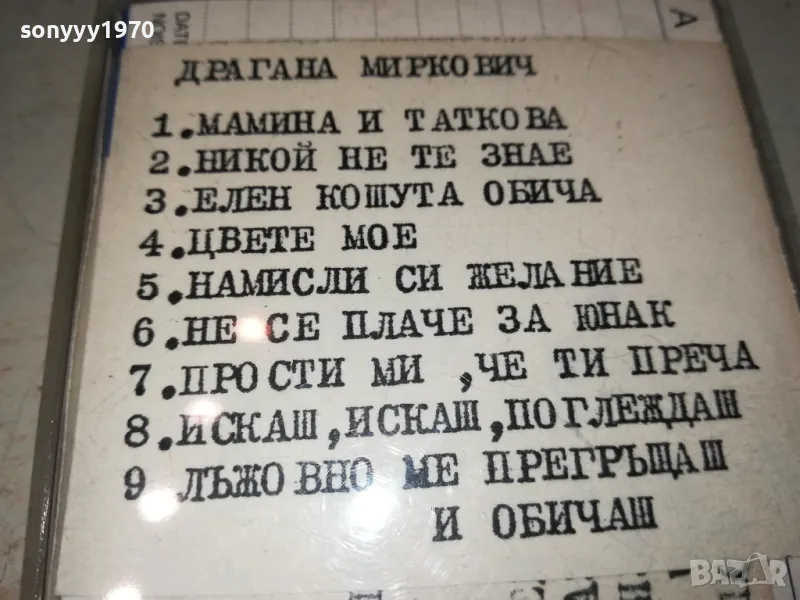 sonyyy1970
DATE
A
ДРАГАНА МИРКОВИЧ
1.МАМИНА И ТАТКОВА
2.НИКОЙ НЕ ТЕ ЗНАЕ
3.ЕЛЕН КОШУТА ОБИЧА
4.ЦВЕТЕ МОЕ
5.НАМИСЛИ СИ ЖЕЛАНИЕ
6.НЕ СЕ ПЛАЧЕ ЗА ЮНАК
7.ПРОСТИ МИ ,ЧЕ ТИ ПРЕЧА
8.ИСКАШ,ИСКАШ,ПОГЛЕЖДАШ
9 ЛЪЖОВНО МЕ ПРЕГРЪЩАШ
И ОБИЧАШ
BAZAR